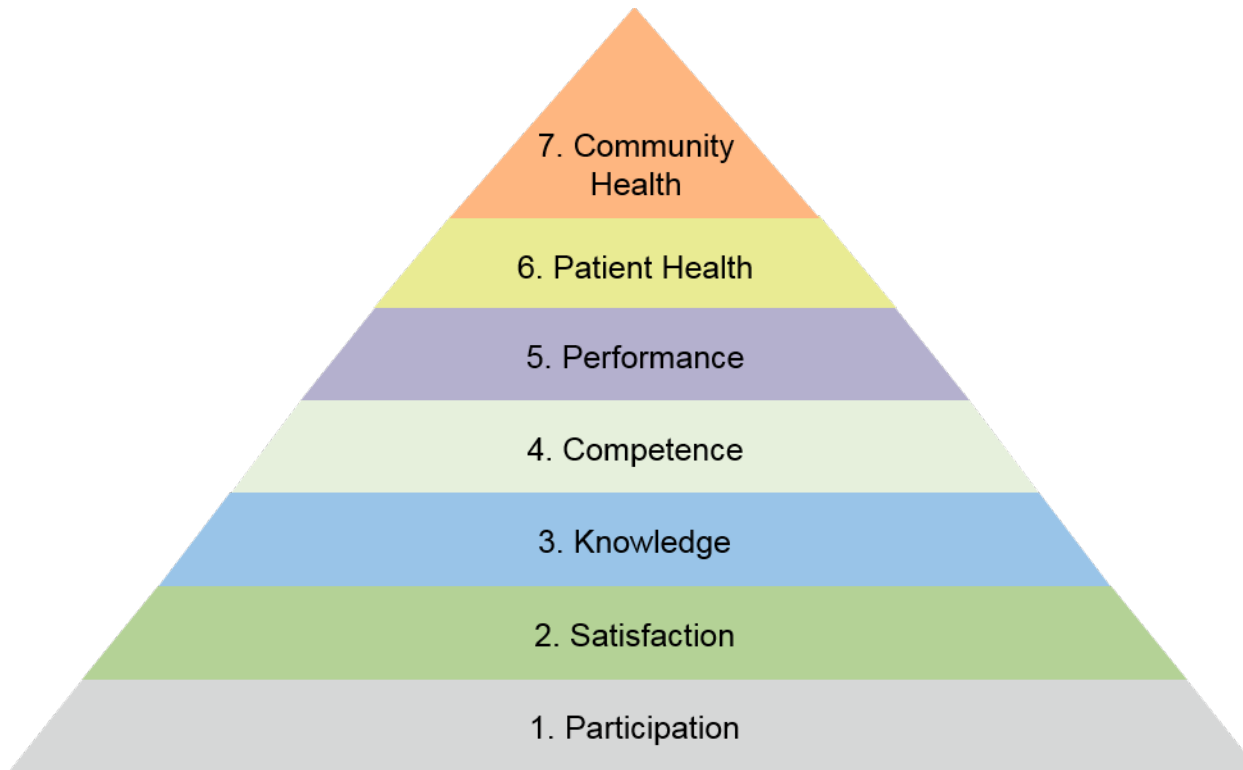 7. Community
Health
6. Patient Health
5. Performance
4. Competence
3. Knowledge
2. Satisfaction
1. Participation